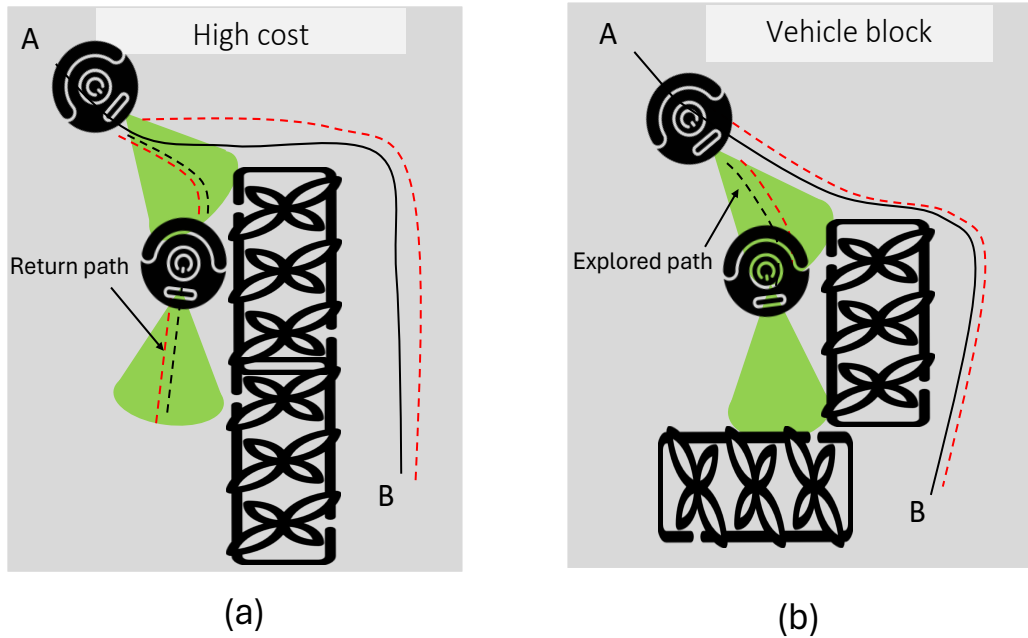 A
High cost
Return path
B
(a)
A
Vehicle block
Explored path
B
(b)